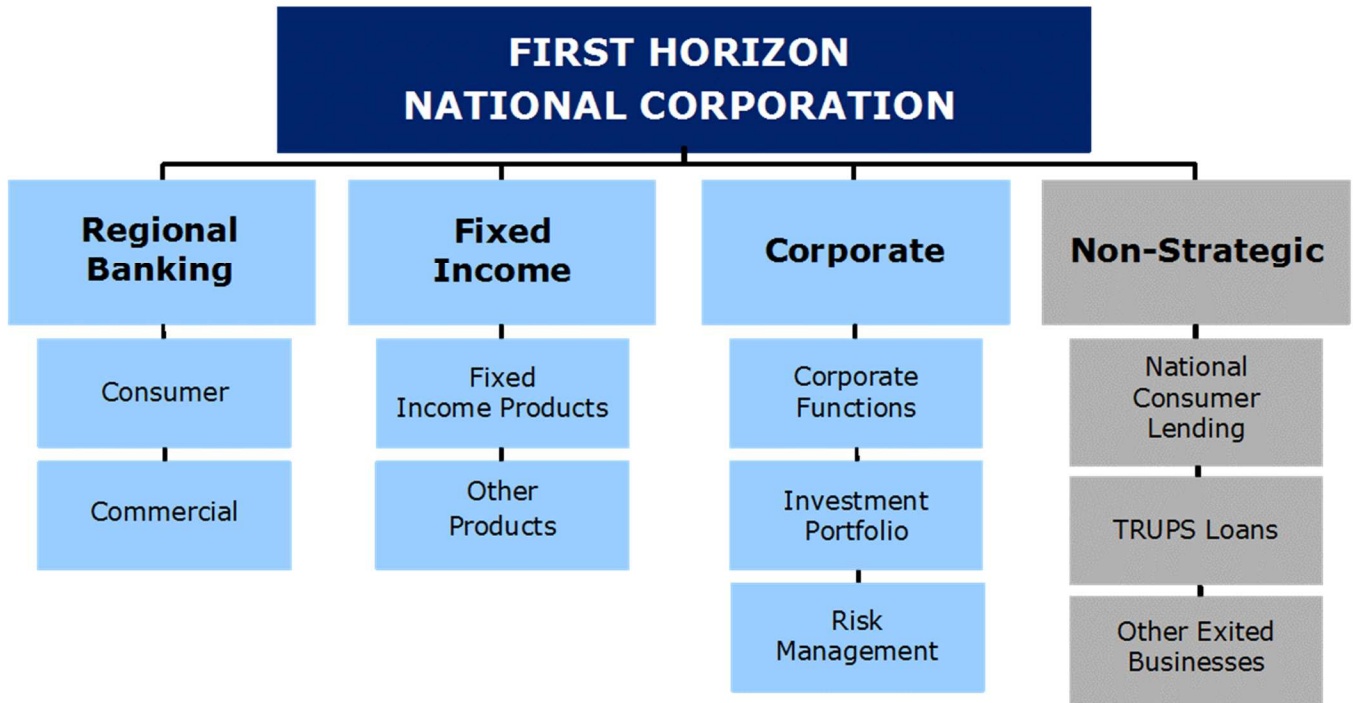 FIRST HORIZON
NATIONAL CORPORATION
Regional
Banking
Consumer
Commercial
Fixed
Income
Fixed
Income Products
Other
Products
Corporate
Corporate
Functions
Investment
Portfolio
Risk
Management
Non-Strategic
National
Consumer
Lending
TRUPS Loans
Other Exited
Businesses